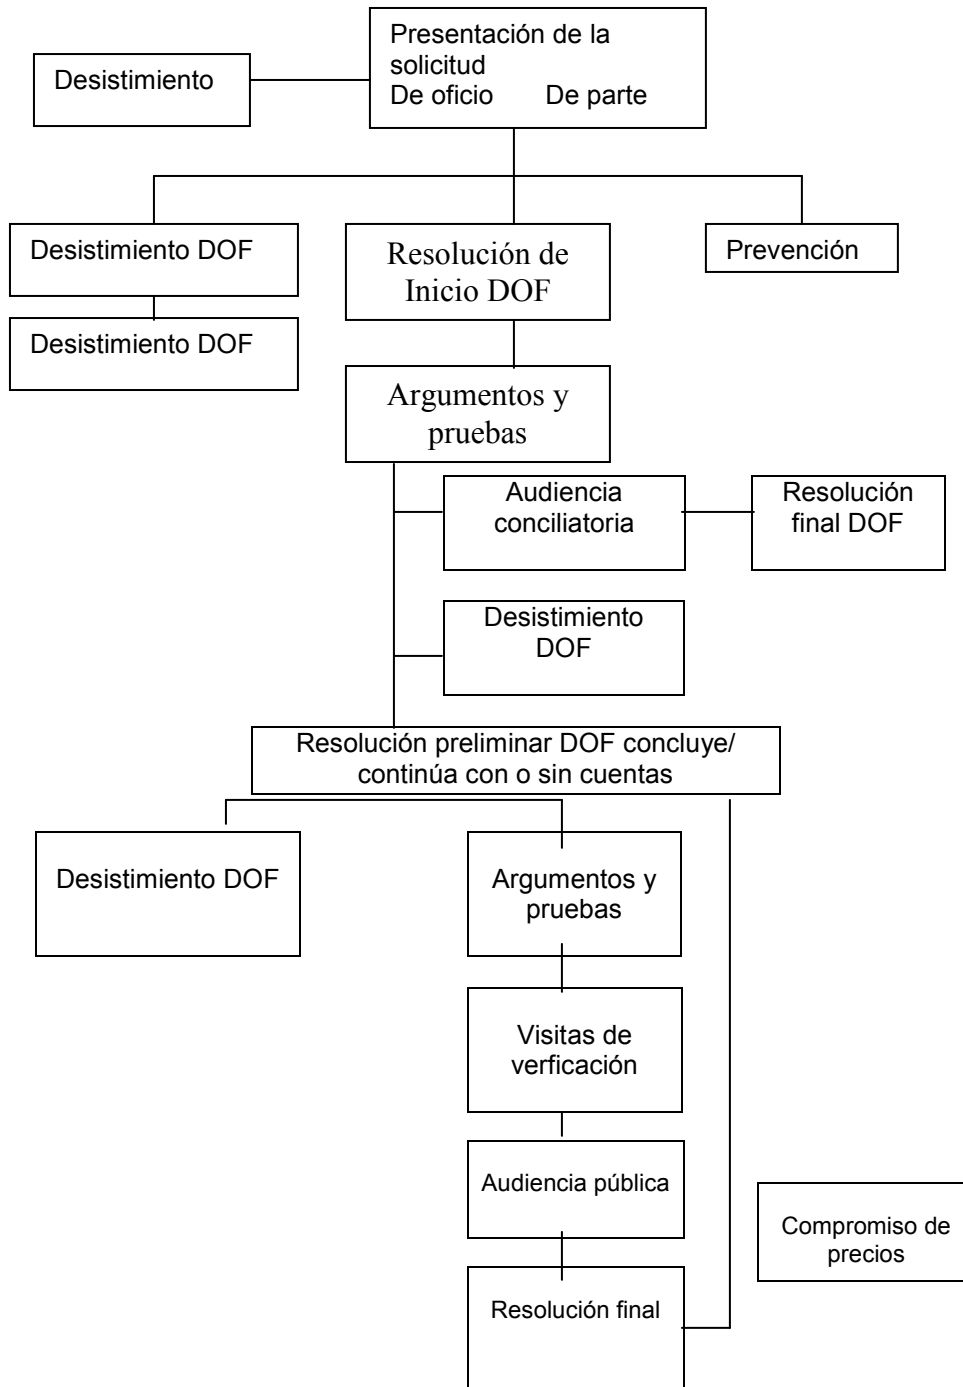 Presentación de la
solicitud
De oficio De parte
Desistimiento
Desistimiento DOF
Resolución de
Inicio DOF
Prevención
Desistimiento DOF
Argumentos y
pruebas
Audiencia
conciliatoria
Resolución
final DOF
Desistimiento
DOF
Resolución preliminar DOF concluye/
continúa con o sin cuentas
Desistimiento DOF
Argumentos y
pruebas
Visitas de
verficación
Audiencia pública
Compromiso de
precios
Resolución final